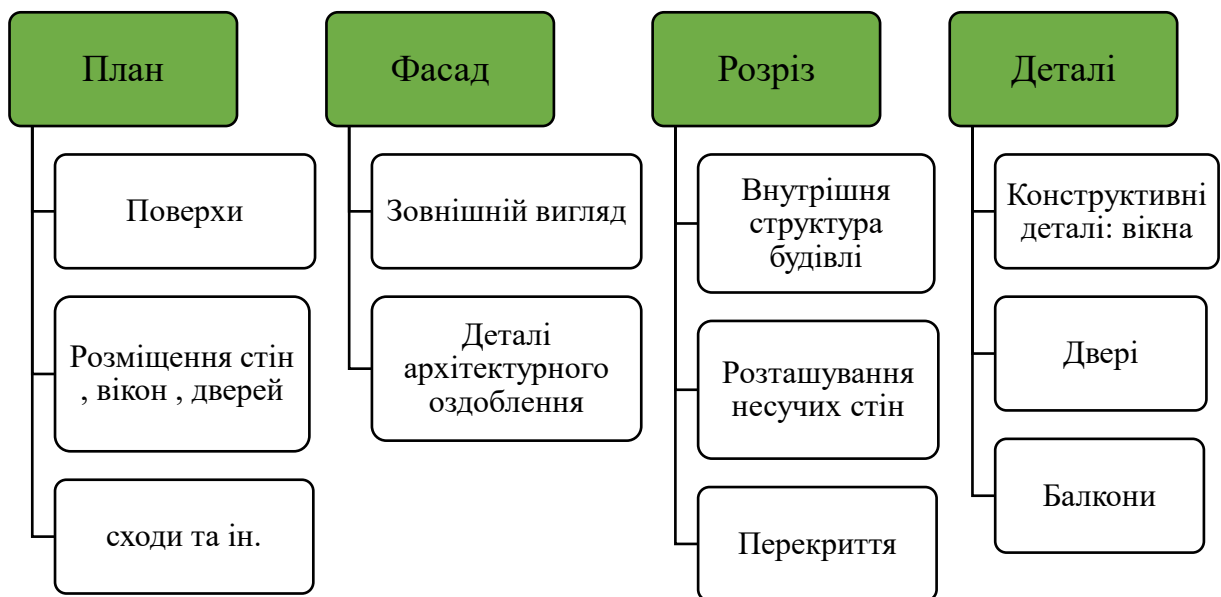 План
Поверхи
Розміщення стін
, вікон , дверей
сходи та ін.
Фасад
Зовнішній вигляд
Деталі
архітектурного
оздоблення
Розріз
Внутрішня
структура
будівлі
Розташування
несучих стін
Перекриття
Деталі
Конструктивні
деталі: вікна
Двері
Балкони